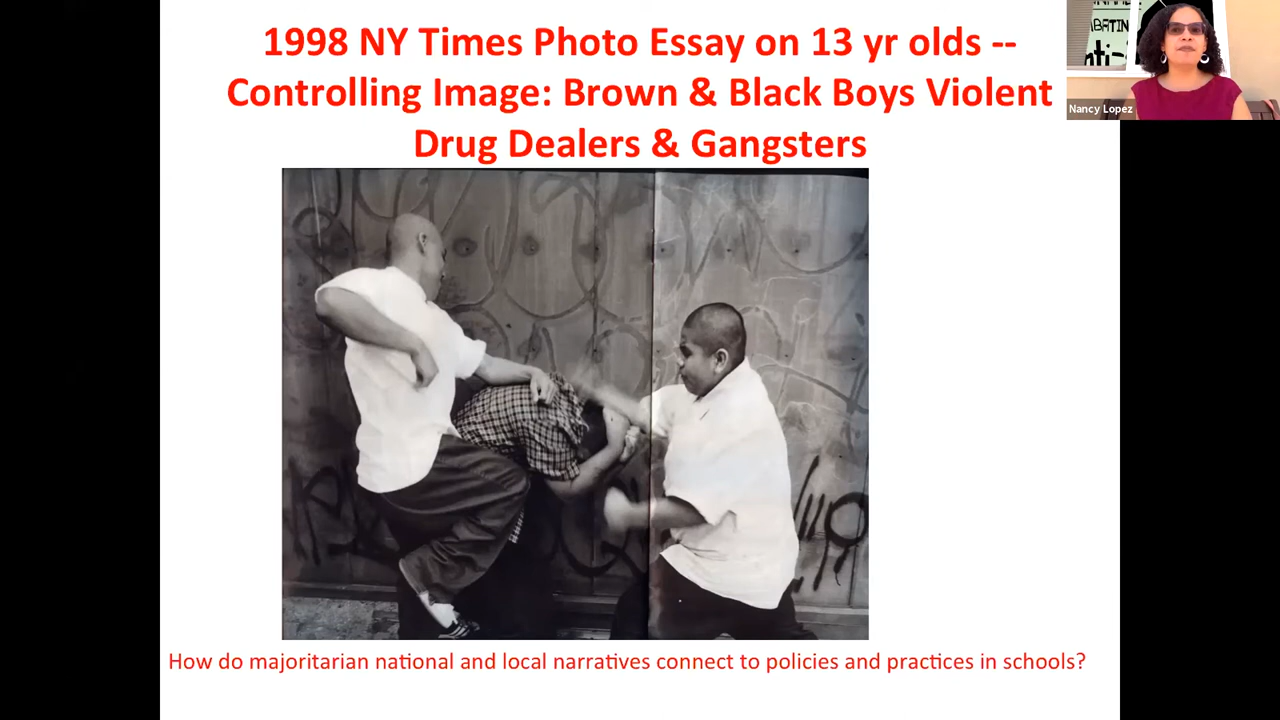 1998 NY Times Photo Essay on 13 yr olds --
Controlling Image: Brown & Black Boys Violent
Drug Dealers & Gangsters
Nancy Lopez
How do majoritarian national and local narratives connect to policies and practices in schools?